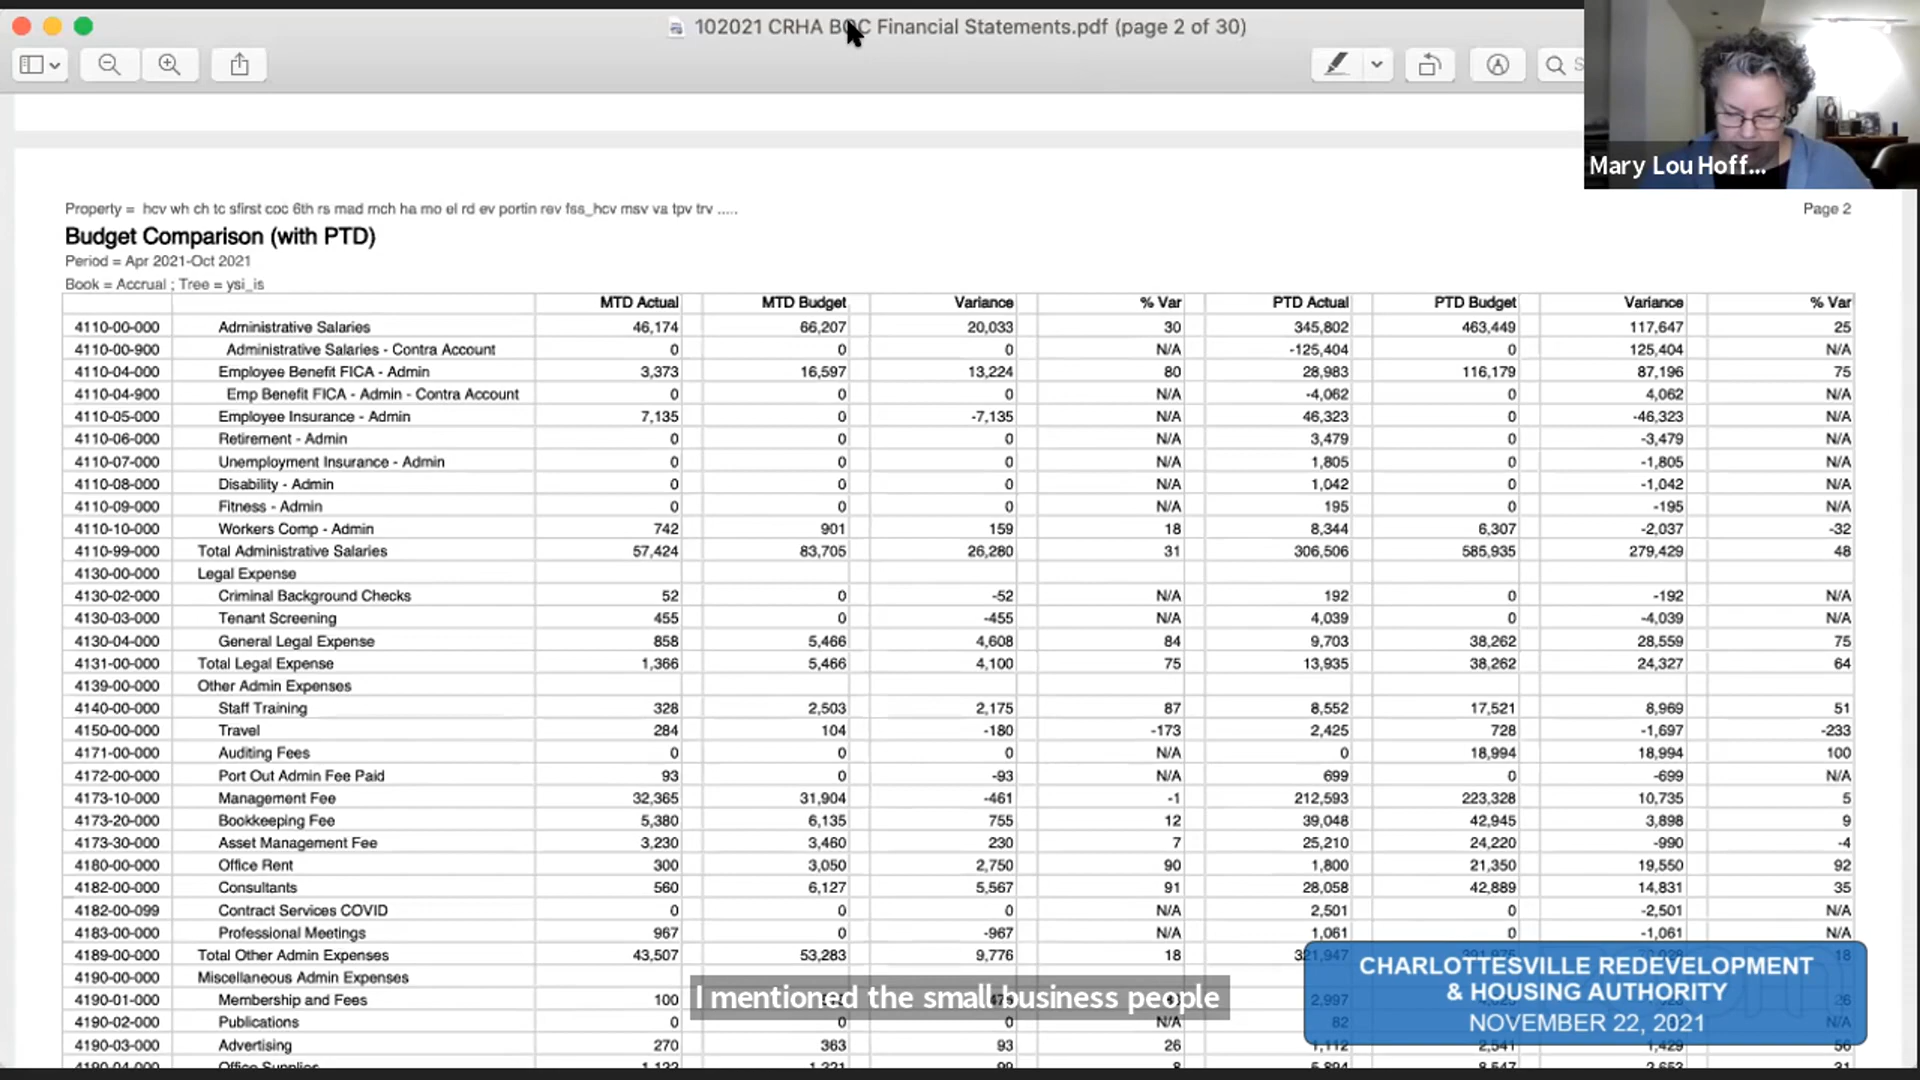 102021 CRHA BOC Financial Statements.pdf (page 2 of 30)
Mary Lou Hoff...
Property = hcv wh ch tc sfirst coc 6th rs mad mch ha mo el rd ev portin rev fss_hcv msv va tpv trv ..... Page 2
Budget Comparison (with PTD)
Period = Apr 2021-Oct 2021
Book = Accrual ; Tree = ysi_is
MTD Actual MTD Budget Variance % Var PTD Actual PTD Budget Variance % Var
4110-00-000 Administrative Salaries 46,174 66,207 20,033 30 345,802 463,449 117,647 25
4110-00-900 Administrative Salaries - Contra Account 0 0 0 N/A -125,404 0 125,404 N/A
4110-04-000 Employee Benefit FICA - Admin 3,373 16,597 13,224 80 28,983 116,179 87,196 75
4110-04-900 Emp Benefit FICA - Admin - Contra Account 0 0 0 N/A -4,062 0 4,062 N/A
4110-05-000 Employee Insurance - Admin 7,135 0 -7,135 N/A 46,323 0 -46,323 N/A
4110-06-000 Retirement - Admin 0 0 0 N/A 3,479 0 -3,479 N/A
4110-07-000 Unemployment Insurance - Admin 0 0 0 N/A 1,805 0 -1,805 N/A
4110-08-000 Disability - Admin 0 0 0 N/A 1,042 0 -1,042 N/A
4110-09-000 Fitness - Admin 0 0 0 N/A 195 0 -195 N/A
4110-10-000 Workers Comp - Admin 742 901 159 18 8,344 6,307 -2,037 -32
4110-99-000 Total Administrative Salaries 57,424 83,705 26,280 31 306,506 585,935 279,429 48
4130-00-000 Legal Expense
4130-02-000 Criminal Background Checks 52 0 -52 N/A 192 0 -192 N/A
4130-03-000 Tenant Screening 455 0 -455 N/A 4,039 0 -4,039 N/A
4130-04-000 General Legal Expense 858 5,466 4,608 84 9,703 38,262 28,559 75
4131-00-000 Total Legal Expense 1,366 5,466 4,100 75 13,935 38,262 24,327 64
4139-00-000 Other Admin Expenses
4140-00-000 Staff Training 328 2,503 2,175 87 8,552 17,521 8,969 51
4150-00-000 Travel 284 104 -180 -173 2,425 728 -1,697 -233
4171-00-000 Auditing Fees 0 0 0 N/A 0 18,994 18,994 100
4172-00-000 Port Out Admin Fee Paid 93 0 -93 N/A 699 0 -699 N/A
4173-10-000 Management Fee 32,365 31,904 -461 -1 212,593 223,328 10,735 5
4173-20-000 Bookkeeping Fee 5,380 6,135 755 12 39,048 42,945 3,898 9
4173-30-000 Asset Management Fee 3,230 3,460 230 7 25,210 24,220 -990 -4
4180-00-000 Office Rent 300 3,050 2,750 90 1,800 21,350 19,550 92
4182-00-000 Consultants 560 6,127 5,567 91 28,058 42,889 14,831 35
4182-00-099 Contract Services COVID 0 0 0 N/A 2,501 0 -2,501 N/A
4183-00-000 Professional Meetings 967 0 -967 N/A 1,061 0 -1,061 N/A
4189-00-000 Total Other Admin Expenses 43,507 53,283 9,776 18 321,947
4190-00-000 Miscellaneous Admin Expenses
4190-01-000 Membership and Fees 100
4190-02-000 Publications 0 0 0 N/A 82
4190-03-000 Advertising 270 363 93 26 1,112 2,541 1,429 56
Office Supplies
I mentioned the small business people
CHARLOTTESVILLE REDEVELOPMENT
& HOUSING AUTHORITY
NOVEMBER 22, 2021